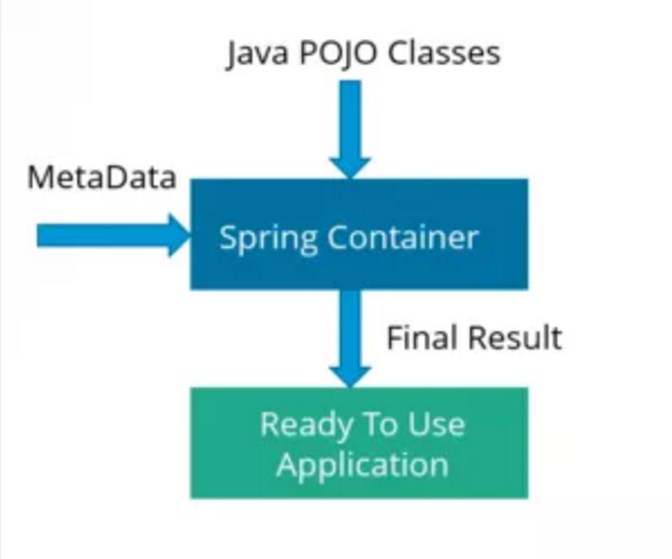 Java POJO Classes
MetaData
Spring Container
Final Result
Ready To Use
Application